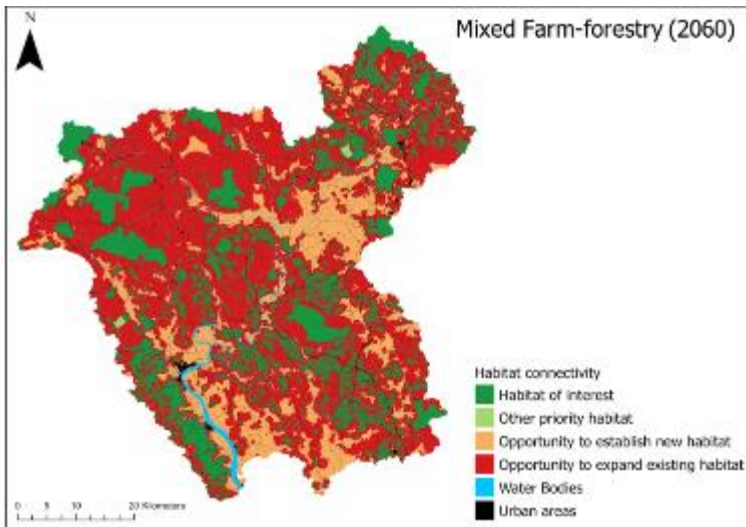 N
Mixed Farm-forestry (2060)
Habitat connectivity
Habitat of interest
Other priority habitat
Opportunity to establish new habitat
Opportunity to expand existing habitat
Water Bodies
Urban areas
0 5 10 20 Kilometers